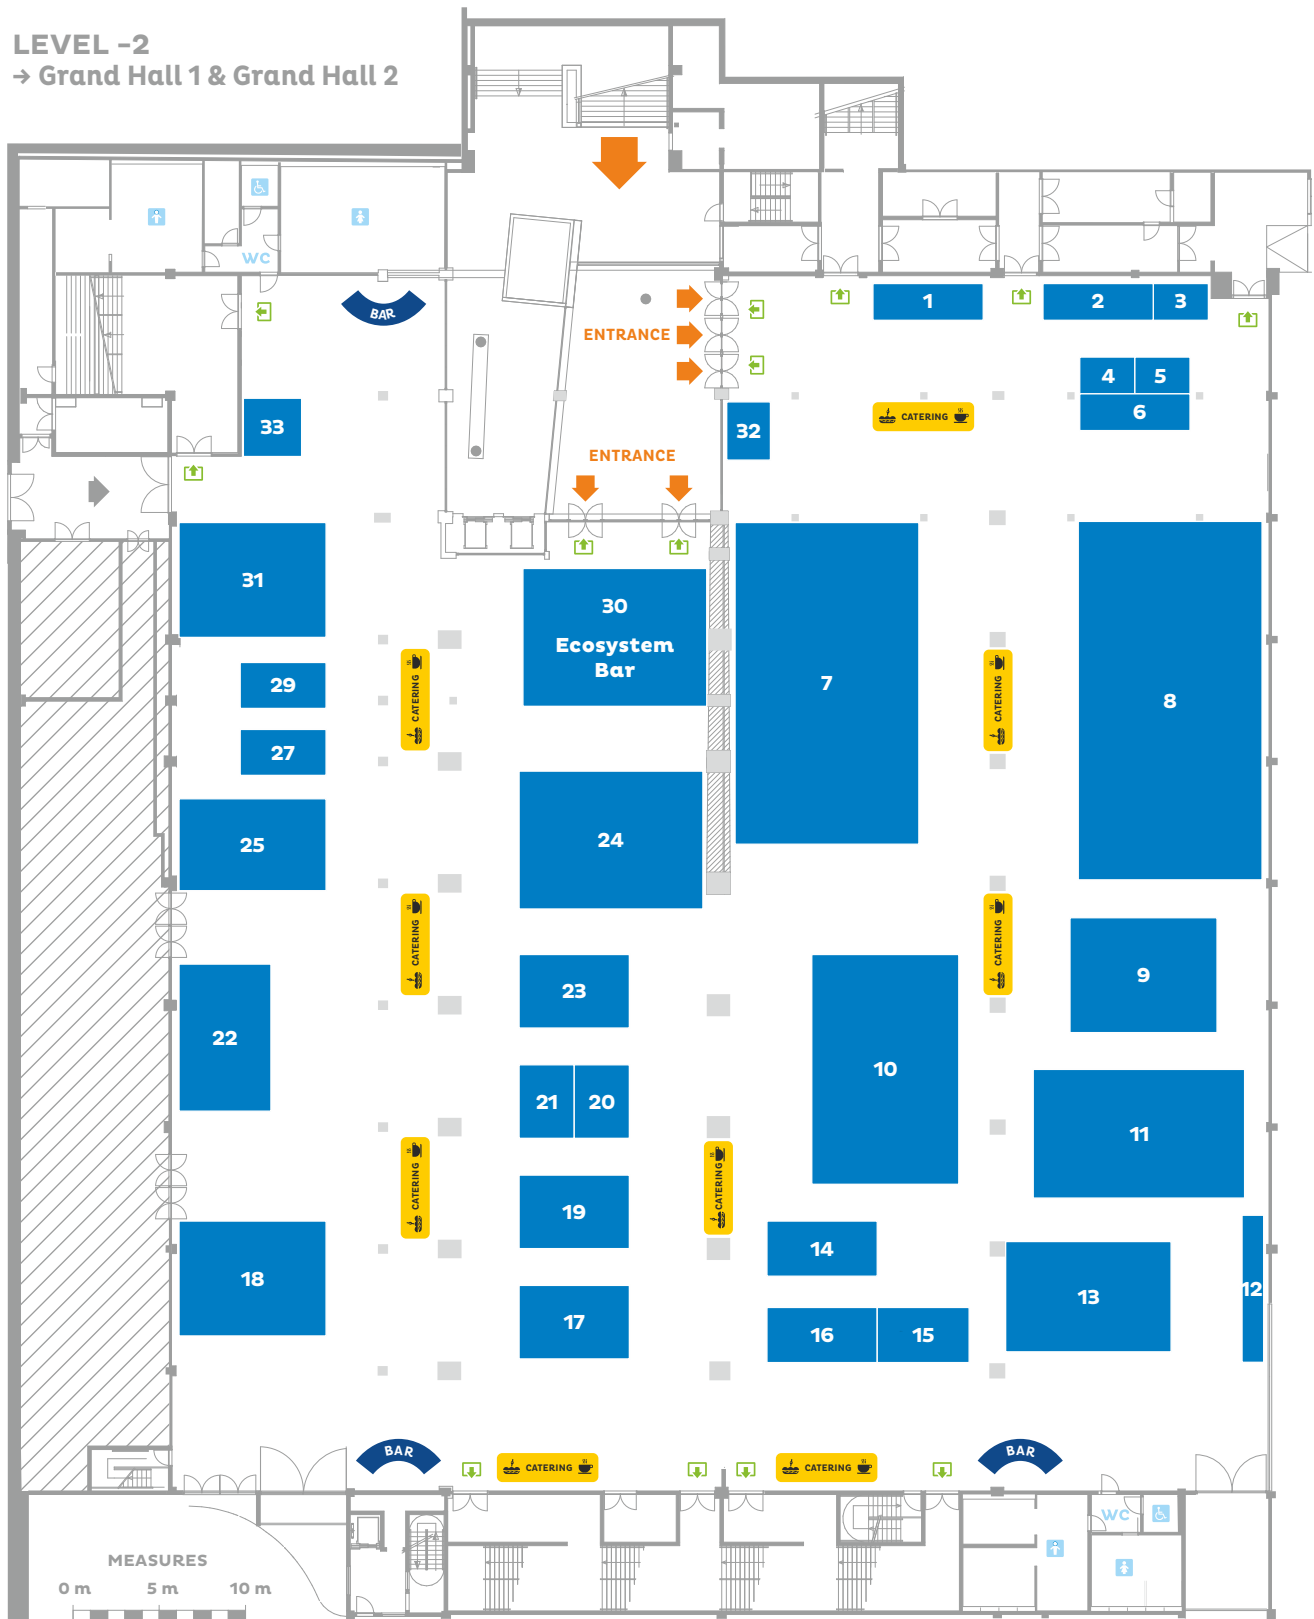 LEVEL -2
→ Grand Hall 1 & Grand Hall 2
WC
BAR
ENTRANCE
1
2
3
4
5
6
CATERING
33
32
ENTRANCE
31
30
Ecosystem
Bar
7
8
29
CATERING
CATERING
27
25
24
CATERING
CATERING
9
23
22
10
21
20
11
CATERING
CATERING
19
14
18
12
13
17
16
15
BAR
CATERING
CATERING
BAR
WC
MEASURES
0 m
5 m
10 m